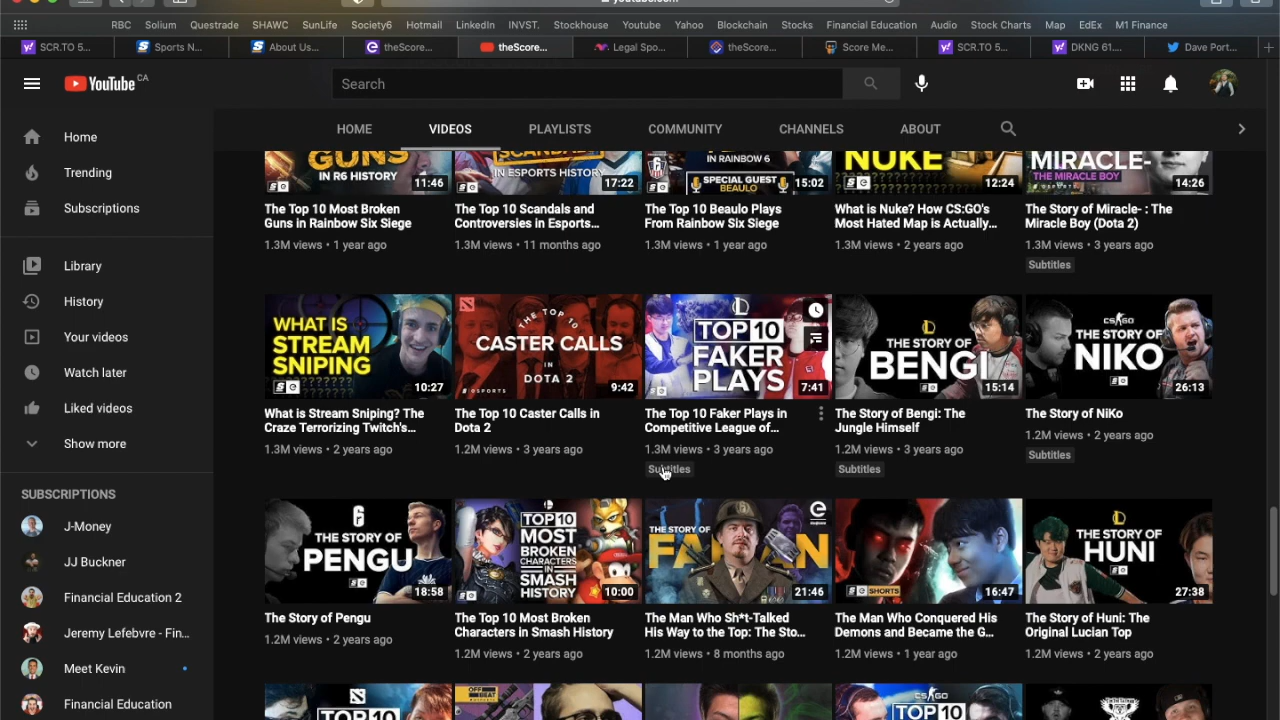 youtube.com
RBC Solium Questrade SHAWC SunLife Society6 Hotmail LinkedIn INVST. Stockhouse Youtube Yahoo Blockchain Stocks Financial Education Audio Stock Charts Map EdEx M1 Finance
SCR.TO 5... Sports N... About Us... theScore... theScore... Legal Spo... theScore... Score Me... SCR.TO 5... DKNG 61.... Dave Port...
YouTube CA
Search
HOME VIDEOS PLAYLISTS COMMUNITY CHANNELS ABOUT
Home
Trending
Subscriptions
Library
History
Your videos
Watch later
Liked videos
Show more
SUBSCRIPTIONS
J-Money
JJ Buckner
Financial Education 2
Jeremy Lefebvre - Fin...
Meet Kevin
Financial Education
GUNS
IN R6 HISTORY
11:46
The Top 10 Most Broken
Guns in Rainbow Six Siege
1.3M views • 1 year ago
SCANDALS
IN ESPORTS HISTORY
17:22
The Top 10 Scandals and
Controversies in Esports...
1.3M views • 11 months ago
IN RAINBOW 6
SPECIAL GUEST
BEAULO
15:02
The Top 10 Beaulo Plays
From Rainbow Six Siege
1.3M views • 1 year ago
NUKE
12:24
What is Nuke? How CS:GO's
Most Hated Map is Actually...
1.3M views • 2 years ago
MIRACLE-
THE MIRACLE BOY
14:26
The Story of Miracle- : The
Miracle Boy (Dota 2)
1.3M views • 3 years ago
Subtitles
WHAT IS
STREAM
SNIPING
????????
10:27
What is Stream Sniping? The
Craze Terrorizing Twitch's...
1.3M views • 2 years ago
THE TOP 10
CASTER CALLS
IN
DOTA 2
9:42
The Top 10 Caster Calls in
Dota 2
1.2M views • 3 years ago
TOP 10
FAKER
PLAYS
7:41
The Top 10 Faker Plays in
Competitive League of...
1.3M views • 3 years ago
Subtitles
THE STORY OF
BENGI
15:14
The Story of Bengi: The
Jungle Himself
1.2M views • 3 years ago
Subtitles
CS:GO
THE STORY OF
NIKO
26:13
The Story of NiKo
1.2M views • 2 years ago
Subtitles
THE STORY OF
PENGU
18:58
The Story of Pengu
1.2M views • 2 years ago
TOP 10
MOST
BROKEN
CHARACTERS
IN
SMASH
HISTORY
10:00
The Top 10 Most Broken
Characters in Smash History
1.2M views • 2 years ago
THE STORY OF
21:46
The Man Who Sh*t-Talked
His Way to the Top: The Sto...
1.2M views • 8 months ago
SHORTS
16:47
The Man Who Conquered His
Demons and Became the G...
1.2M views • 1 year ago
THE STORY OF
HUNI
27:38
The Story of Huni: The
Original Lucian Top
1.2M views • 2 years ago
TOP 10
OFF
BEAT
CS:GO
TOP 10